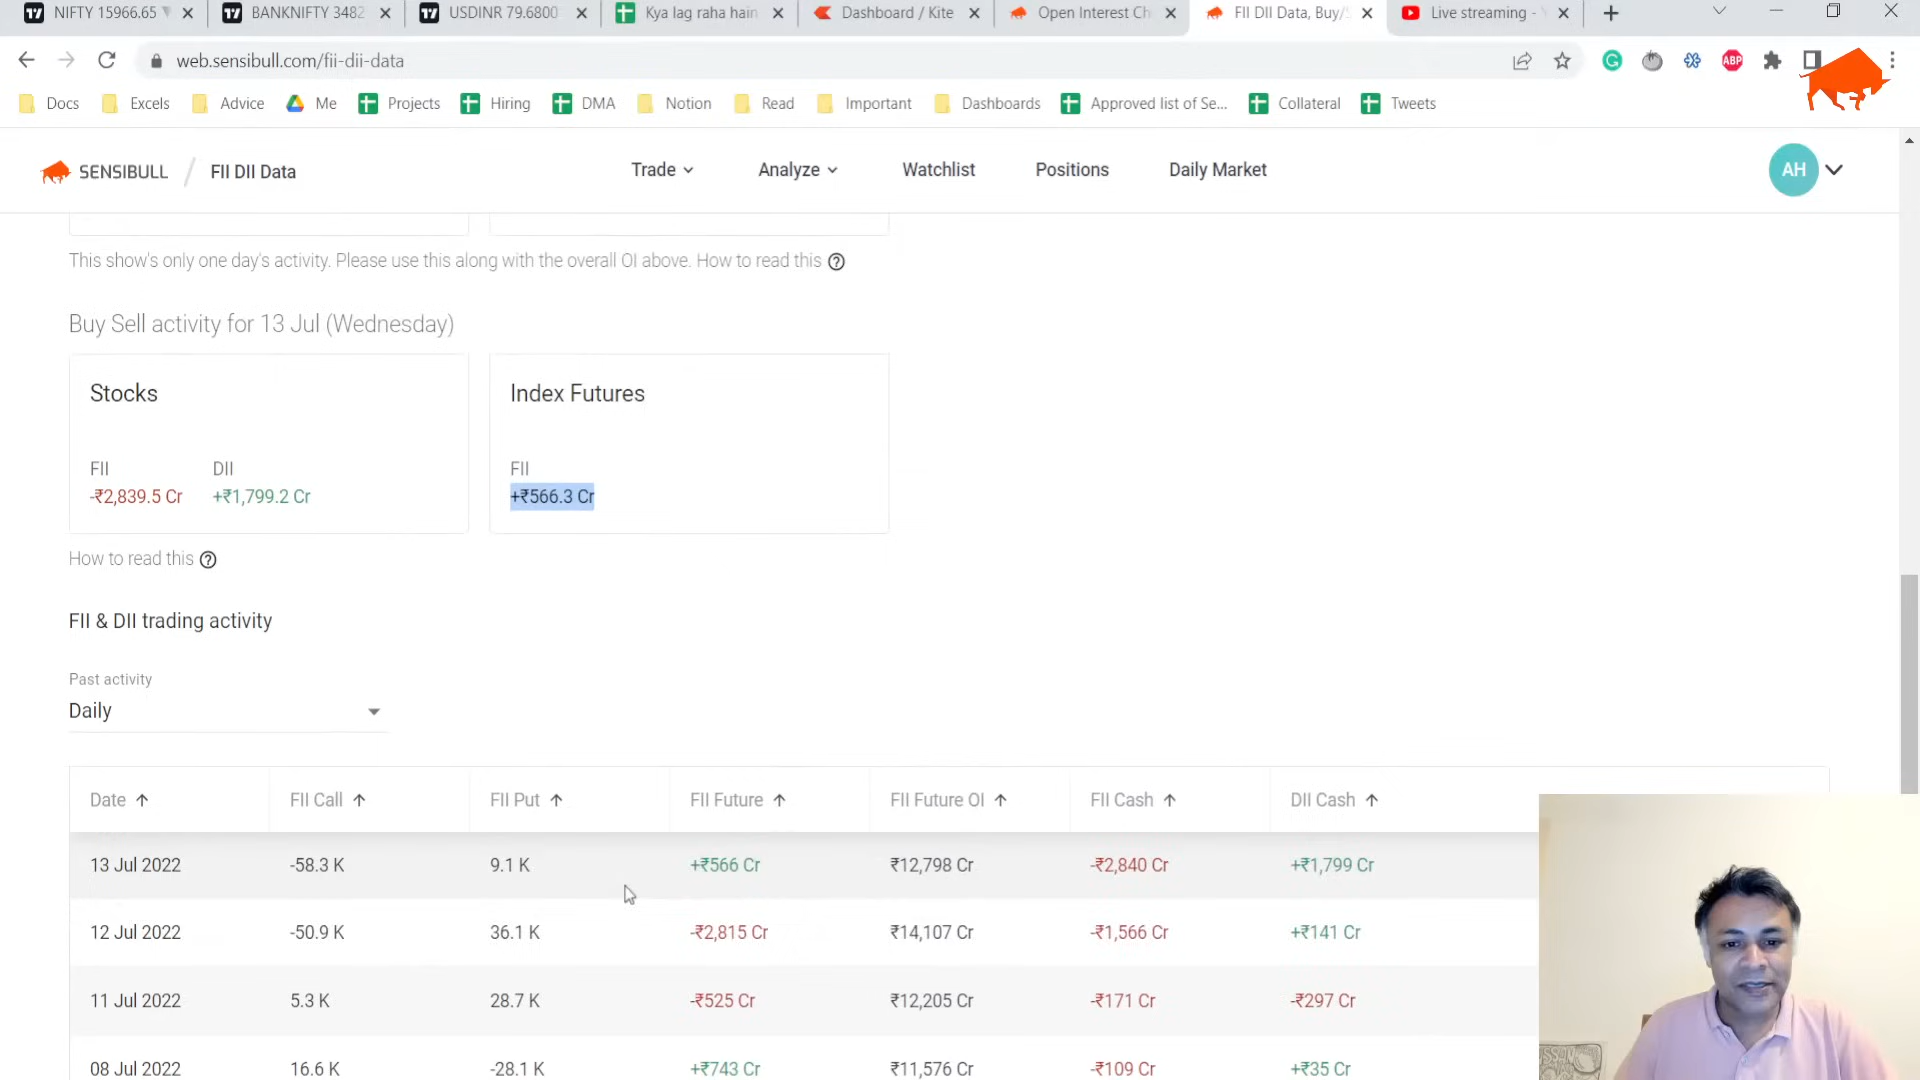 NIFTY 15966.65
BANKNIFTY 3482
USDINR 79.6800
Kya lag raha hain
Dashboard / Kite
Open Interest Ch
FII DII Data, Buy/
Live streaming -
web.sensibull.com/fii-dii-data
ABP
Docs Excels Advice Me Projects Hiring DMA Notion Read Important Dashboards Approved list of Se... Collateral Tweets
SENSIBULL / FII DII Data
Trade Analyze Watchlist Positions Daily Market
AH
This show's only one day's activity. Please use this along with the overall OI above. How to read this
Buy Sell activity for 13 Jul (Wednesday)
Stocks
FII DII
-₹2,839.5 Cr +₹1,799.2 Cr
Index Futures
FII
+₹566.3 Cr
How to read this
FII & DII trading activity
Past activity
Daily
Date ↑ FII Call ↑ FII Put ↑ FII Future ↑ FII Future OI ↑ FII Cash ↑ DII Cash ↑
13 Jul 2022 -58.3 K 9.1 K +₹566 Cr ₹12,798 Cr -₹2,840 Cr +₹1,799 Cr
12 Jul 2022 -50.9 K 36.1 K -₹2,815 Cr ₹14,107 Cr -₹1,566 Cr +₹141 Cr
11 Jul 2022 5.3 K 28.7 K -₹525 Cr ₹12,205 Cr -₹171 Cr -₹297 Cr
08 Jul 2022 16.6 K -28.1 K +₹743 Cr ₹11,576 Cr -₹109 Cr +₹35 Cr